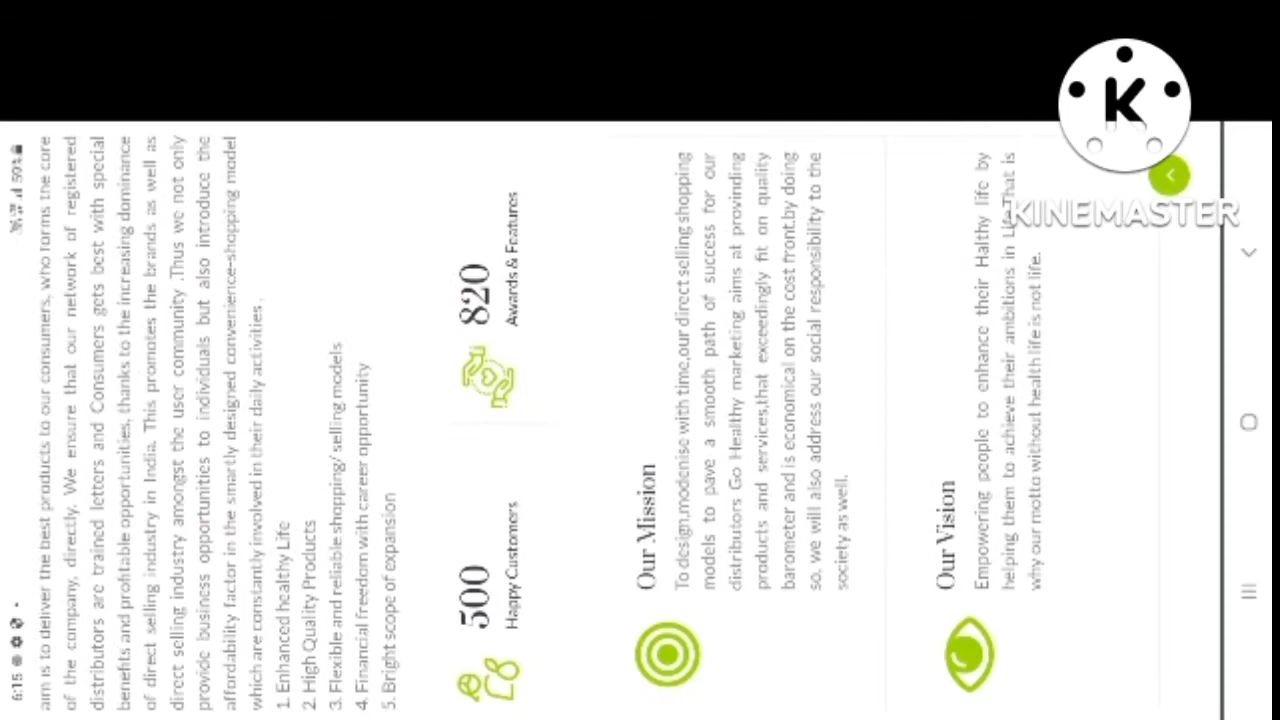 6:15
59%
aim is to deliver the best products to our consumers, who forms the core
of the company, directly. We ensure that our network of registered
distributors are trained letters and Consumers gets best with special
benefits and profitable opportunities, thanks to the increasing dominance
of direct selling industry in India. This promotes the brands as well as
direct selling industry amongst the user community .Thus we not only
provide business opportunities to individuals but also introduce the
affordability factor in the smartly designed convenience-shopping model
which are constantly involved in their daily activities.
1. Enhanced healthy Life
2. High Quality Products
3. Flexible and reliable shopping/ selling models
4. Financial freedom with career opportunity
5. Bright scope of expansion
500
Happy Customers
820
Awards & Features
Our Mission
To design,modenise with time,our direct selling shopping
models to pave a smooth path of success for our
distributors Go Healthy marketing aims at provinding
products and services,that exceedingly fit on quality
barometer and is economical on the cost front.by doing
so, we will also address our social responsibility to the
society as well.
Our Vision
Empowering people to enhance their Halthy life by
helping them to achieve their ambitions in Life.That is
why our motto without health life is not life.
K
KINEMASTER